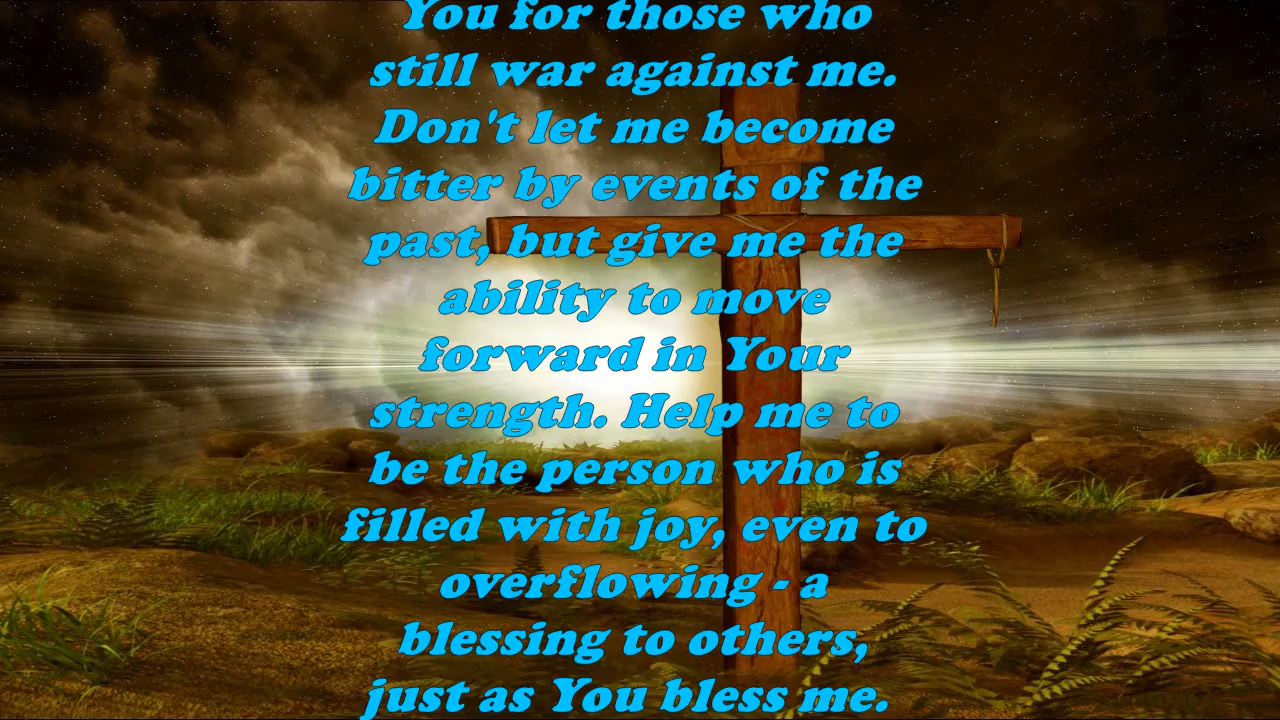 You for those who
still war against me.
Don't let me become
bitter by events of the
past, but give me the
ability to move
forward in Your
strength. Help me to
be the person who is
filled with joy, even to
overflowing - a
blessing to others,
just as You bless me.